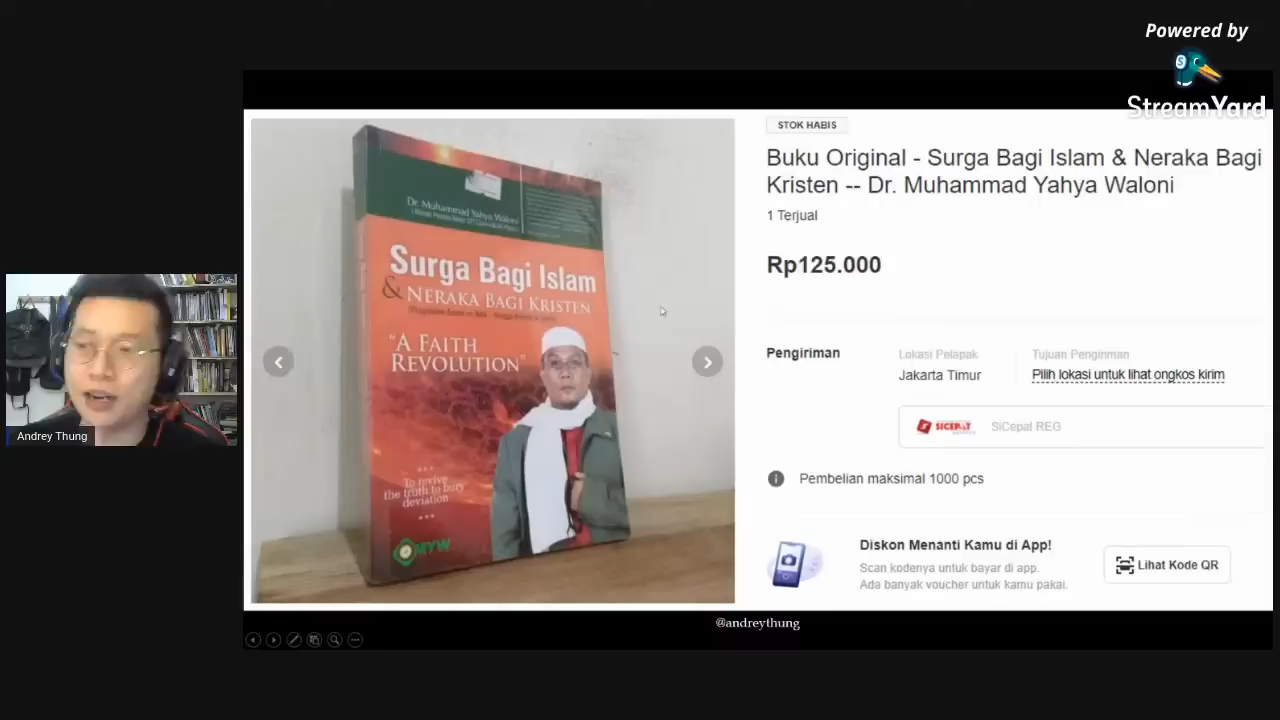 Powered by
StreamYard
STOK HABIS
Buku Original - Surga Bagi Islam & Neraka Bagi
Kristen -- Dr. Muhammad Yahya Waloni
1 Terjual
Rp125.000
Pengiriman
Lokasi Pelapak
Jakarta Timur
Tujuan Pengiriman
Pilih lokasi untuk lihat ongkos kirim
SICEPAT
SiCepat REG
Pembelian maksimal 1000 pcs
Diskon Menanti Kamu di App!
Scan kodenya untuk bayar di app.
Ada banyak voucher untuk kamu pakai.
Lihat Kode QR
Dr. Muhammad Yahya Waloni
Surga Bagi Islam
& NERAKA BAGI KRISTEN
"A FAITH
REVOLUTION"
To revive
the truth to bury
deviation
MYW
Andrey Thung
@andreythung